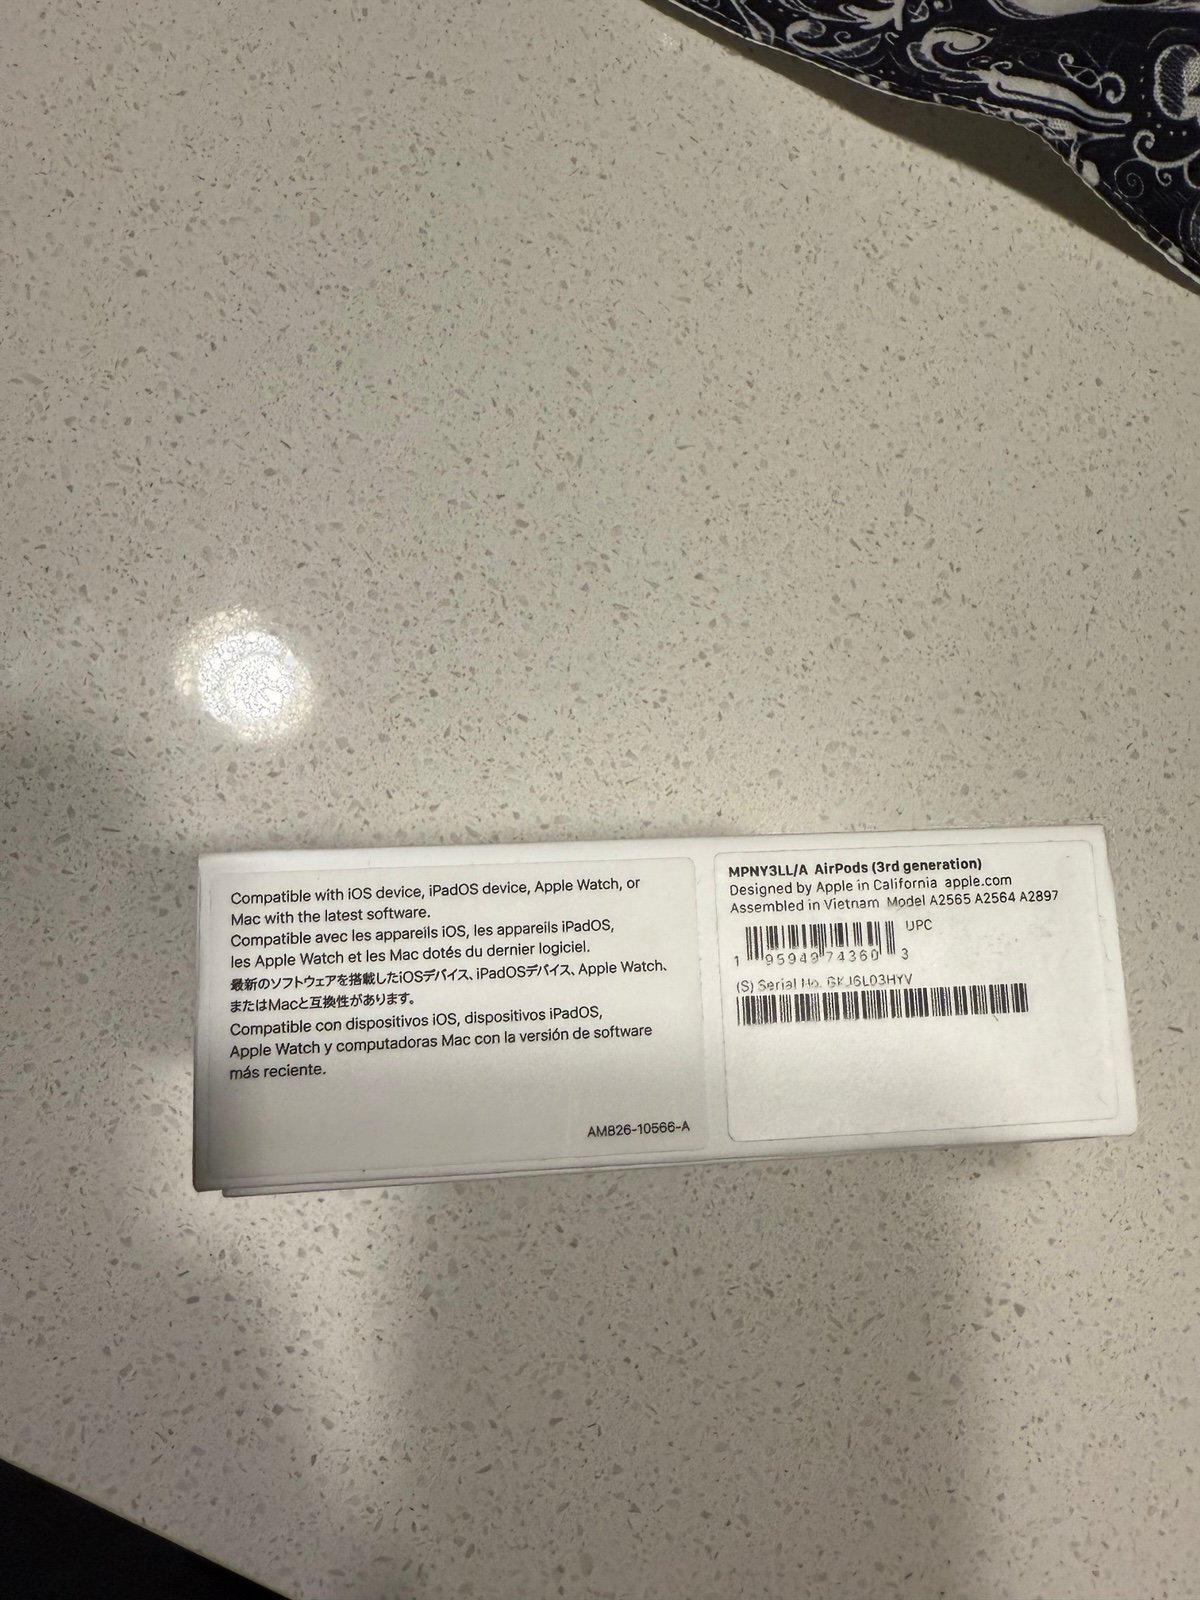 Compatible with iOS device, iPadOS device, Apple Watch, or
Mac with the latest software.
Compatible avec les appareils iOS, les appareils iPadOS,
les Apple Watch et les Mac dotés du dernier logiciel.
最新のソフトウェアを搭載したiOSデバイス、iPadOSデバイス、Apple Watch、
またはMacと互換性があります。
Compatible con dispositivos iOS, dispositivos iPadOS,
Apple Watch y computadoras Mac con la versión de software
más reciente.
AM826-10566-A
MPNY3LL/A AirPods (3rd generation)
Designed by Apple in California apple.com
Assembled in Vietnam Model A2565 A2564 A2897
UPC
1 95949 74360 3
(S) Serial No.